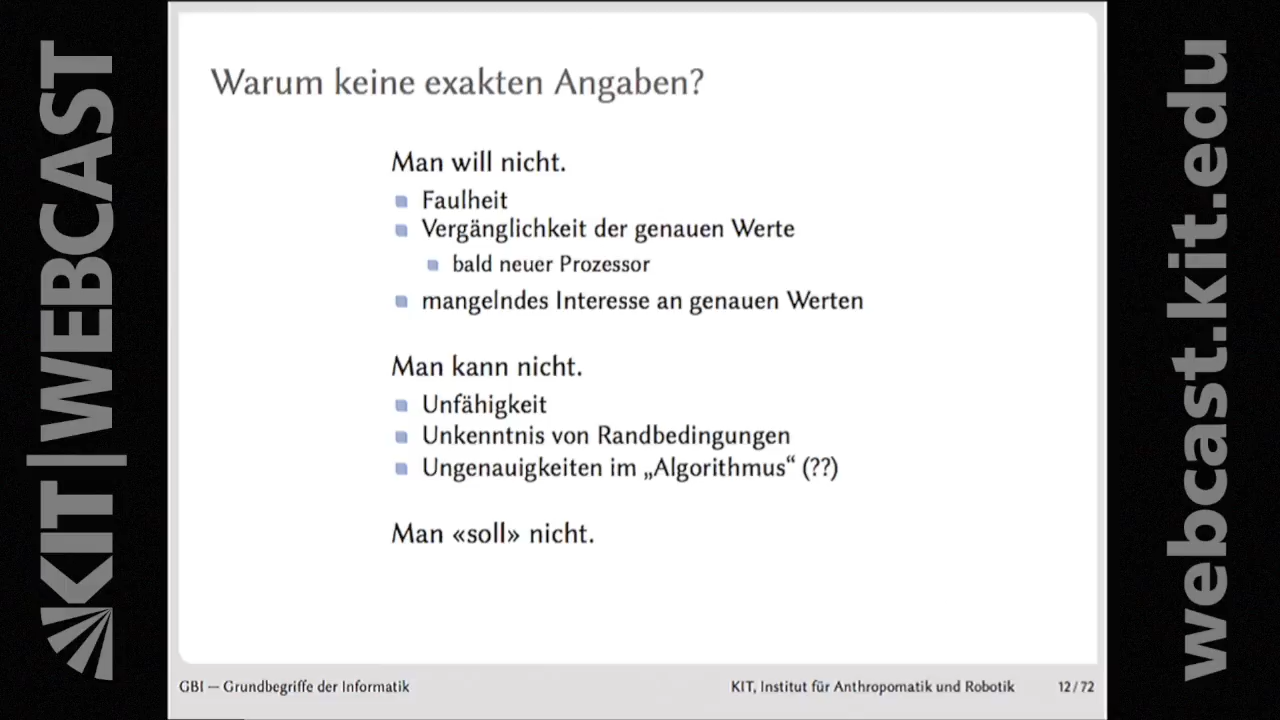 KIT|WEBCAST
Warum keine exakten Angaben?
Man will nicht.
Faulheit
Vergänglichkeit der genauen Werte
bald neuer Prozessor
mangelndes Interesse an genauen Werten
Man kann nicht.
Unfähigkeit
Unkenntnis von Randbedingungen
Ungenauigkeiten im „Algorithmus“ (??)
Man «soll» nicht.
GBI — Grundbegriffe der Informatik
KIT, Institut für Anthropomatik und Robotik
12 / 72
webcast.kit.edu